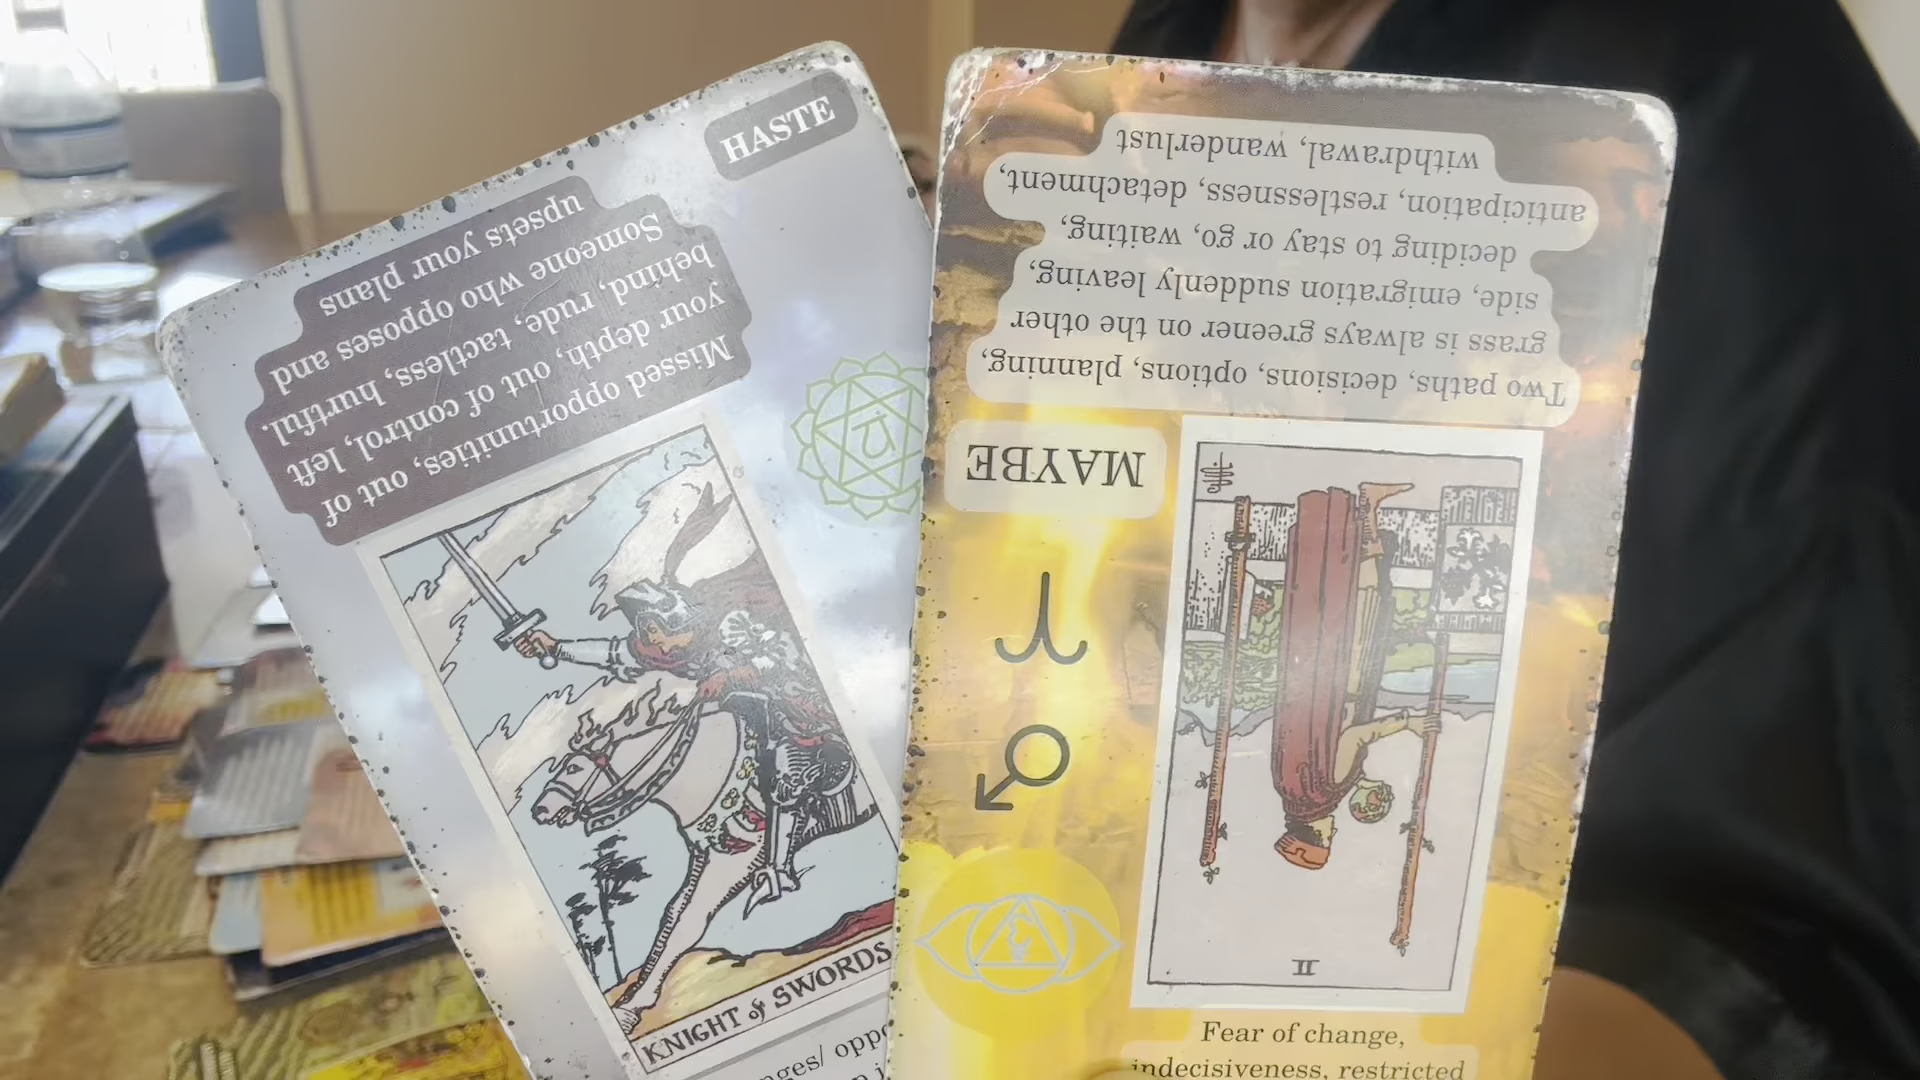 HASTE
Missed opportunities, out of
your depth, out of control, left
behind, rude, tactless, hurtful.
Someone who opposes and
upsets your plans
KNIGHT of SWORDS
Two paths, decisions, options, planning,
grass is always greener on the other
side, emigration suddenly leaving,
deciding to stay or go, waiting,
anticipation, restlessness, detachment,
withdrawal, wanderlust
MAYBE
II
Fear of change,
indecisiveness, restricted